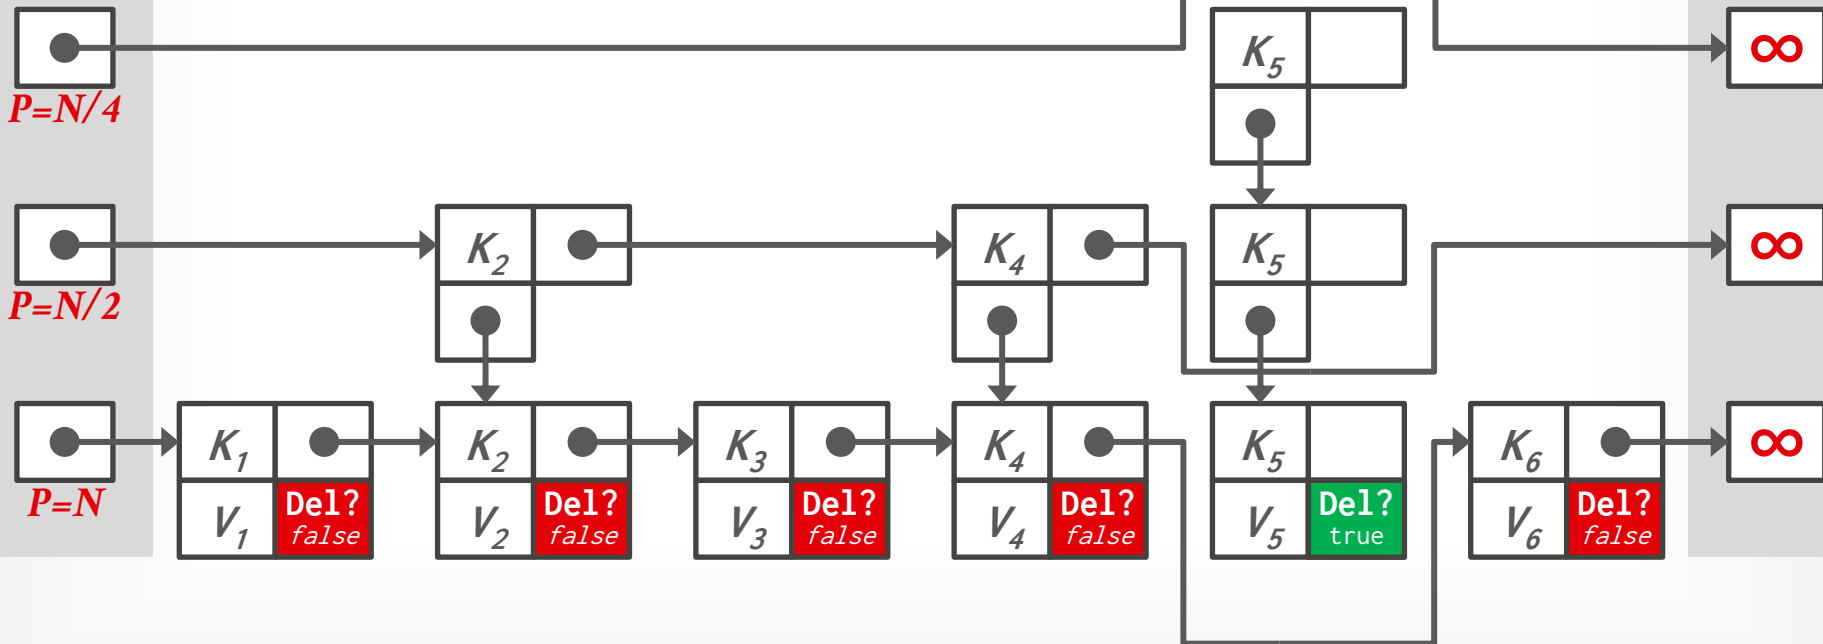 K5 ∞
P=N/4
K2 K4 K5 ∞
P=N/2
K1 K2 K3 K4 K5 K6 ∞
P=N
V1 Del? V2 Del? V3 Del? V4 Del? V5 Del? V6 Del?
false false false false true false